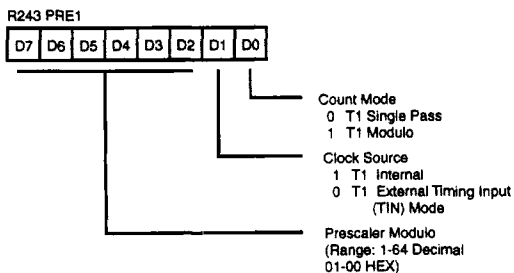 R243 PRE1
D7 D6 D5 D4 D3 D2 D1 D0
Count Mode
0 T1 Single Pass
1 T1 Modulo
Clock Source
1 T1 Internal
0 T1 External Timing Input
(TIN) Mode
Prescaler Modulo
(Range: 1-64 Decimal
01-00 HEX)